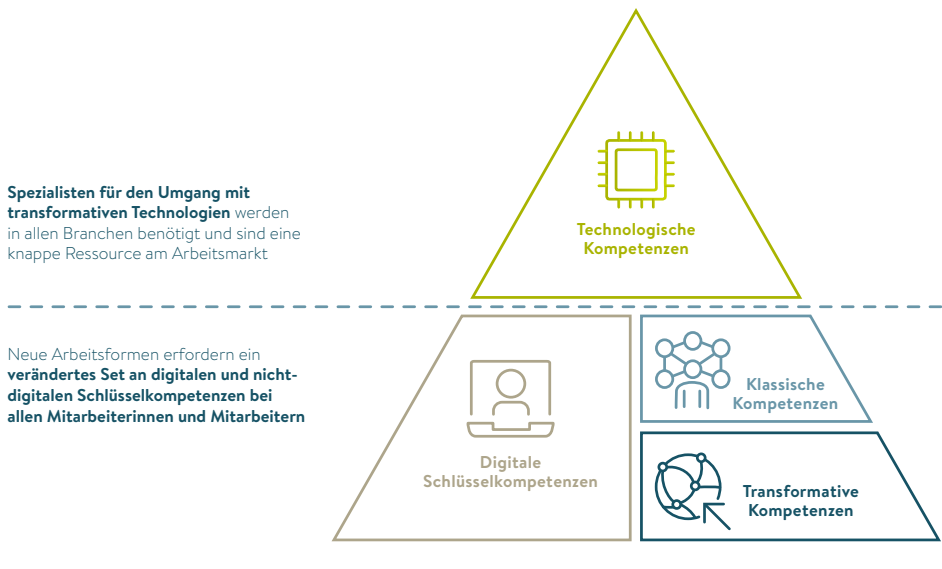 Spezialisten für den Umgang mit
transformativen Technologien werden
in allen Branchen benötigt und sind eine
knappe Ressource am Arbeitsmarkt
Technologische
Kompetenzen
Neue Arbeitsformen erfordern ein
verändertes Set an digitalen und nicht-
digitalen Schlüsselkompetenzen bei
allen Mitarbeiterinnen und Mitarbeitern
Digitale
Schlüsselkompetenzen
Klassische
Kompetenzen
Transformative
Kompetenzen